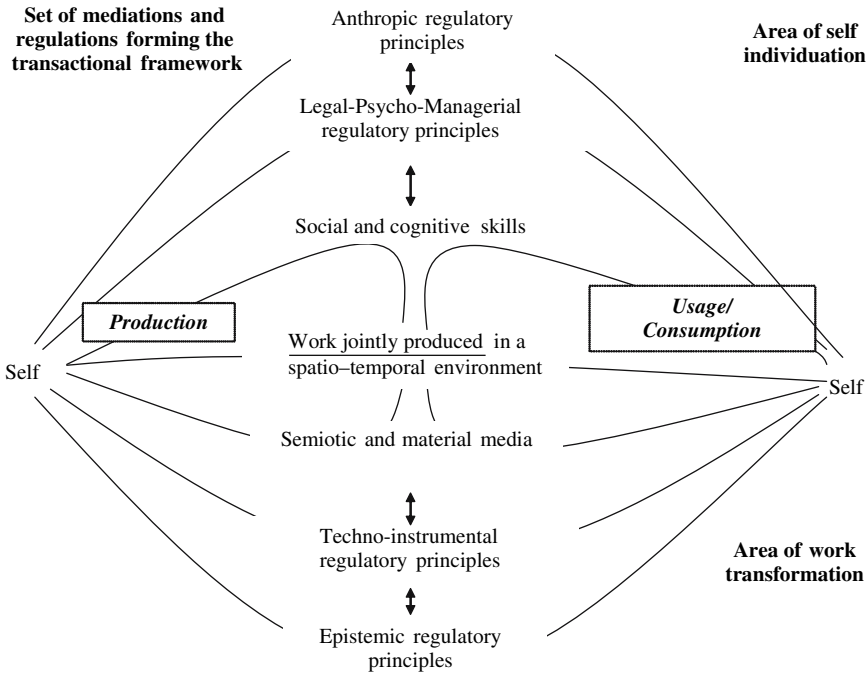 Set of mediations and
regulations forming the
transactional framework
Anthropic regulatory
principles
Area of self
individuation
Legal-Psycho-Managerial
regulatory principles
Social and cognitive skills
Production
Usage/
Consumption
Work jointly produced in a
spatio–temporal environment
Self
Self
Semiotic and material media
Techno-instrumental
regulatory principles
Area of work
transformation
Epistemic regulatory
principles